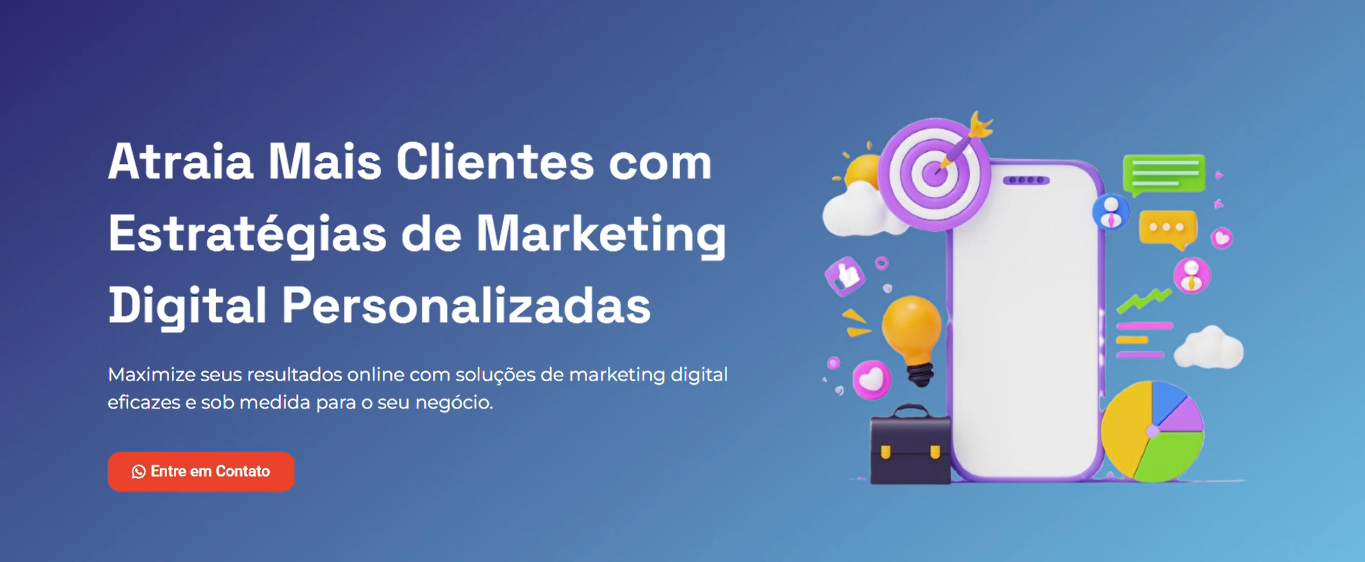 Atraia Mais Clientes com
Estratégias de Marketing
Digital Personalizadas
Maximize seus resultados online com soluções de marketing digital
eficazes e sob medida para o seu negócio.
Entre em Contato